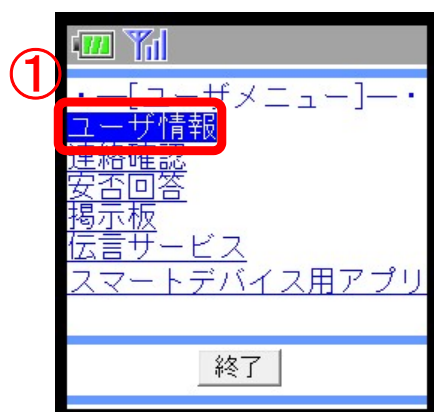 ①
・―[ユーザメニュー]―・
ユーザ情報
連絡確認
安否回答
掲示板
伝言サービス
スマートデバイス用アプリ
終了